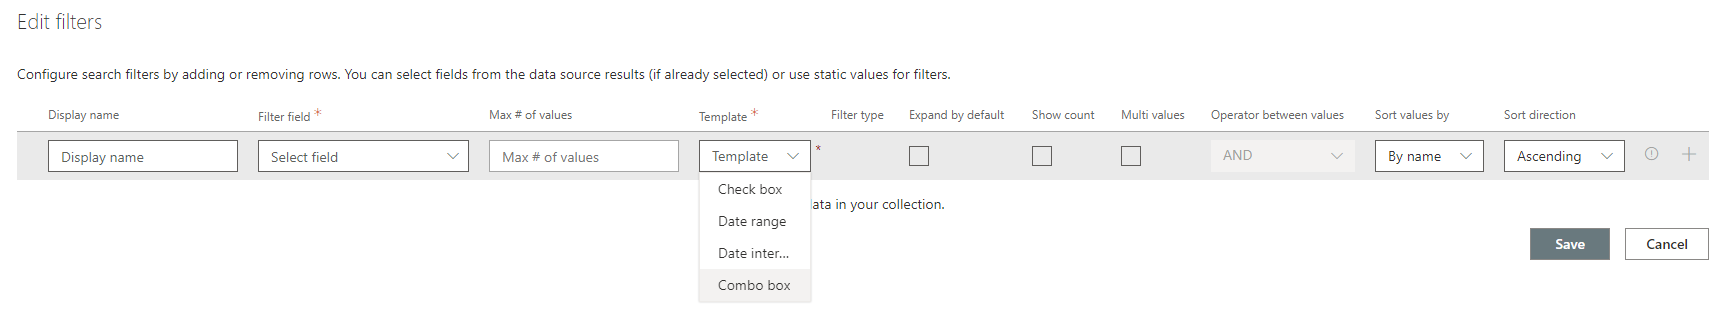 Edit filters
Configure search filters by adding or removing rows. You can select fields from the data source results (if already selected) or use static values for filters.
Display name Filter field * Max # of values Template * Filter type Expand by default Show count Multi values Operator between values Sort values by Sort direction
Display name Select field Max # of values Template * AND By name Ascending
Check box
data in your collection.
Date range
Date inter...
Combo box
Save Cancel